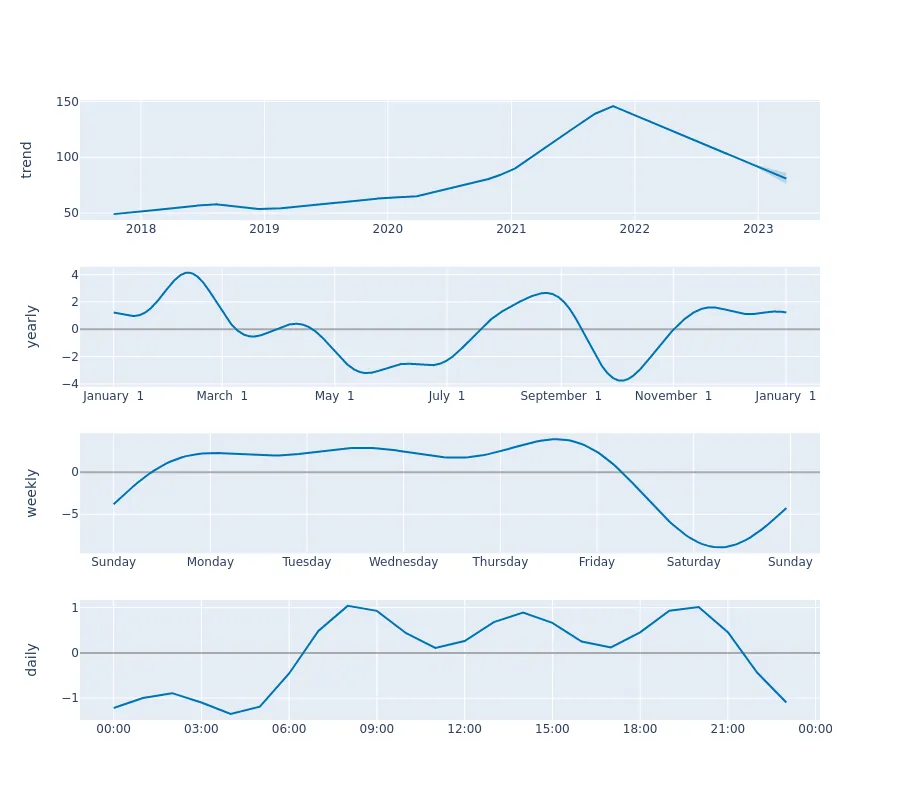 trend
150
100
50
2018 2019 2020 2021 2022 2023
yearly
4
2
0
−2
−4
January 1 March 1 May 1 July 1 September 1 November 1 January 1
weekly
0
−5
Sunday Monday Tuesday Wednesday Thursday Friday Saturday Sunday
daily
1
0
−1
00:00 03:00 06:00 09:00 12:00 15:00 18:00 21:00 00:00